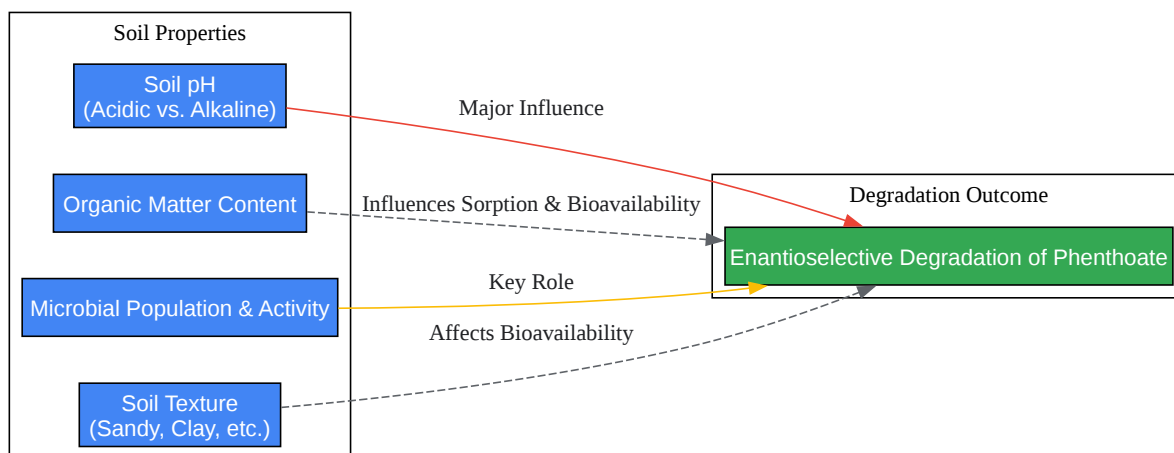 Soil Properties
Soil pH
(Acidic vs. Alkaline)
Major Influence
Organic Matter Content
Influences Sorption & Bioavailability
Degradation Outcome
Enantioselective Degradation of Phenthoate
Microbial Population & Activity
Key Role
Affects Bioavailability
Soil Texture
(Sandy, Clay, etc.)